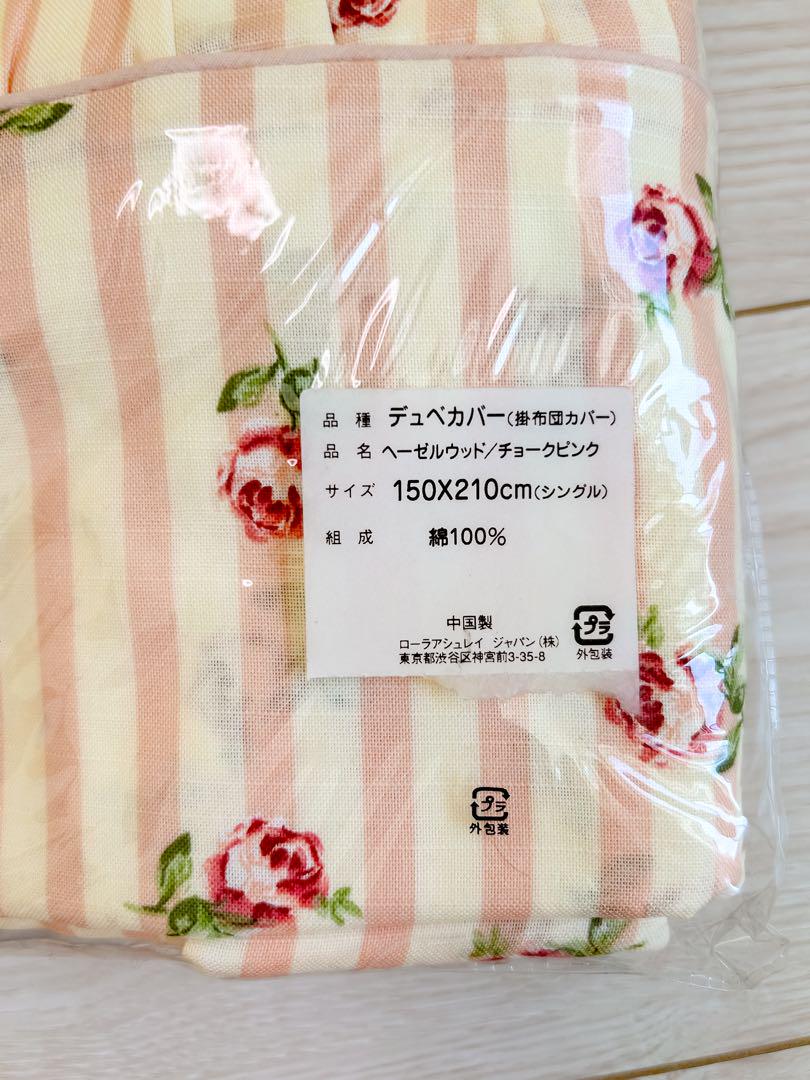 品種 デュベカバー(掛布団カバー)
品名 ヘーゼルウッド/チョークピンク
サイズ 150X210cm(シングル)
組成 綿100%
中国製
ローラアシュレイ ジャパン(株)
東京都渋谷区神宮前3-35-8
プラ
外包装
プラ
外包装